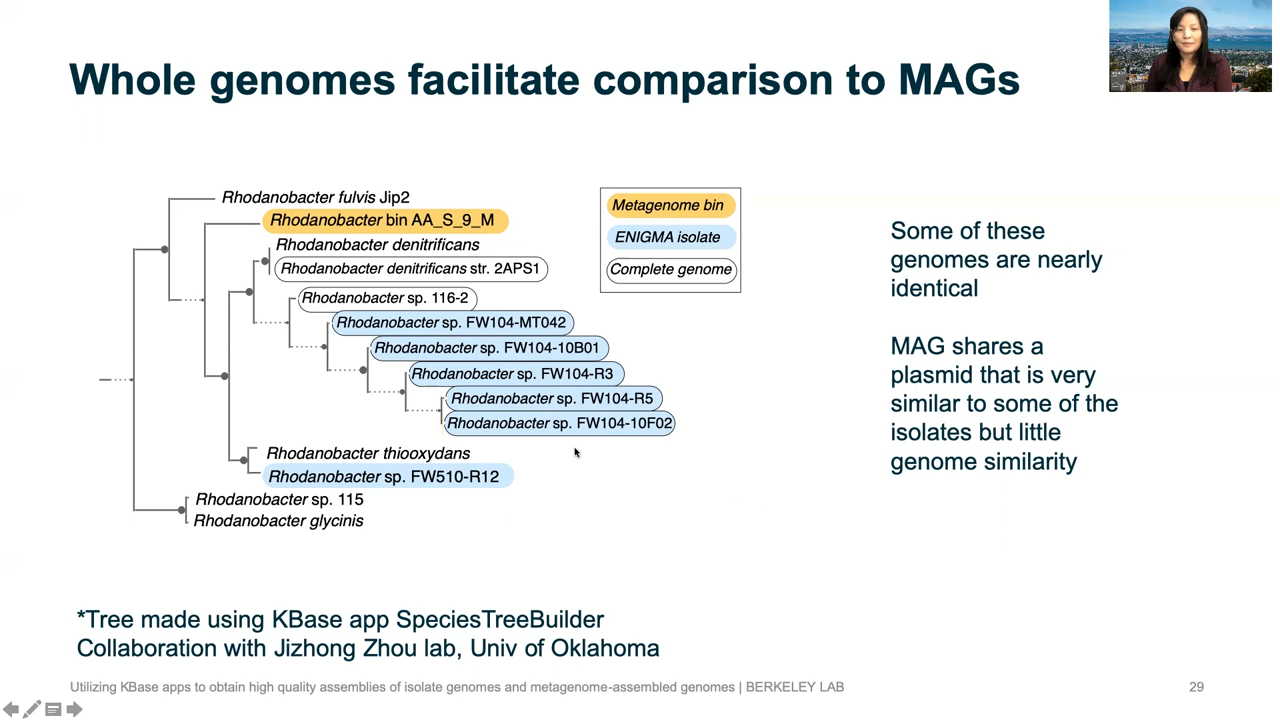 Whole genomes facilitate comparison to MAGs
Rhodanobacter fulvis Jip2
Rhodanobacter bin AA_S_9_M
Rhodanobacter denitrificans
Rhodanobacter denitrificans str. 2APS1
Rhodanobacter sp. 116-2
Rhodanobacter sp. FW104-MT042
Rhodanobacter sp. FW104-10B01
Rhodanobacter sp. FW104-R3
Rhodanobacter sp. FW104-R5
Rhodanobacter sp. FW104-10F02
Rhodanobacter thiooxydans
Rhodanobacter sp. FW510-R12
Rhodanobacter sp. 115
Rhodanobacter glycinis
Metagenome bin
ENIGMA isolate
Complete genome
Some of these
genomes are nearly
identical
MAG shares a
plasmid that is very
similar to some of the
isolates but little
genome similarity
*Tree made using KBase app SpeciesTreeBuilder
Collaboration with Jizhong Zhou lab, Univ of Oklahoma
Utilizing KBase apps to obtain high quality assemblies of isolate genomes and metagenome-assembled genomes | BERKELEY LAB
29